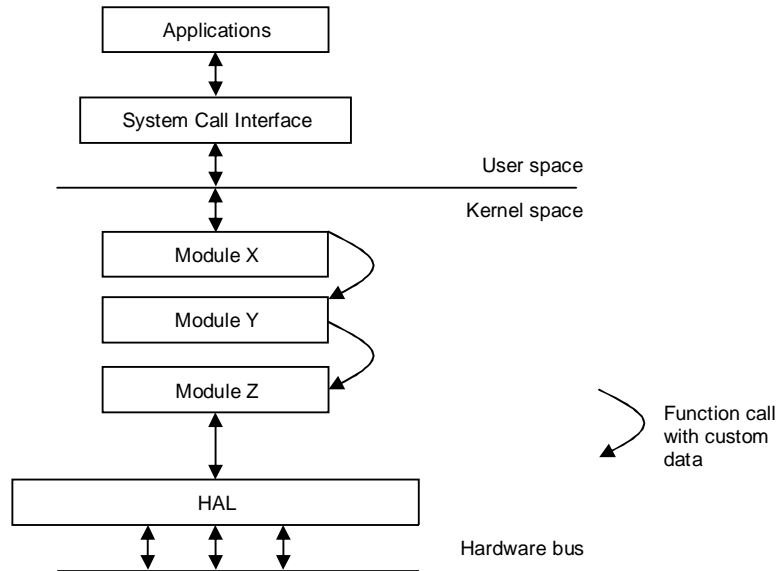 Applications
System Call Interface
User space
Kernel space
Module X
Module Y
Module Z
Function call
with custom
data
HAL
Hardware bus